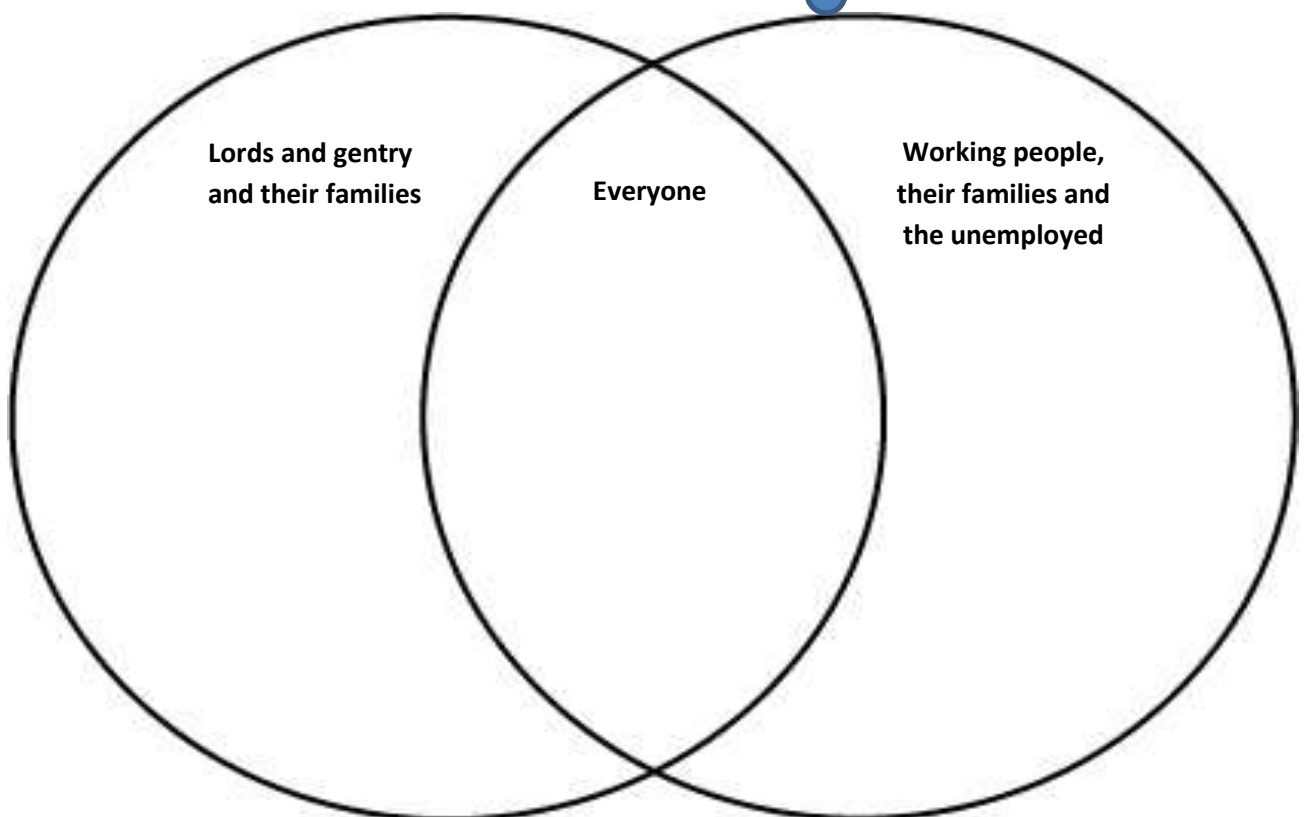 Lords and gentry
and their families
Everyone
Working people,
their families and
the unemployed